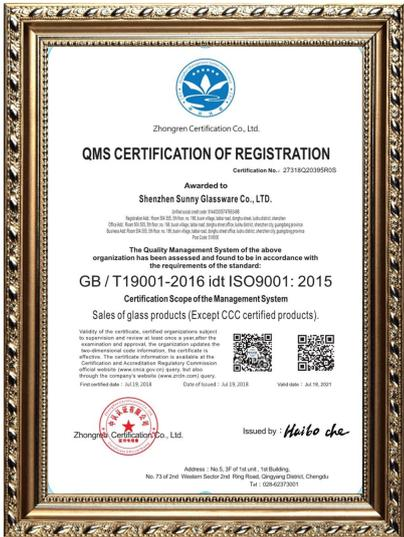 Zhongren Certification Co., Ltd.
QMS CERTIFICATION OF REGISTRATION
Certification No.: 27318Q20395R0S
Awarded to
Shenzhen Sunny Glassware Co., LTD.
The Quality Management System of the above
organization has been assessed and found to be in accordance with
the requirements of the standard:
GB / T19001-2016 idt ISO9001: 2015
Certification Scope of the Management System
Sales of glass products (Except CCC certified products).
Validity of the certificate, certified organizations subject
to supervision and review at least once a year, after the
examination and approval, the organization updates the
two-dimensional code information, the certificate is
effective. The certificate information is available at the
Certification and Accreditation Regulatory Commission
official website (www.cnca.gov.cn) query, but also
through the company's website (www.zrcln.com) query.
First certified date: Jul.19, 2018 Date of Issued: Jul.19, 2018 Valid date: Jul.18, 2021
Zhongren Certification Co., Ltd.
Issued by: Haibo che
Address: No.5, 3F of 1st unit, 1st Building,
No. 73 of 2nd Western Sector 2nd Ring Road, Qingyang District, Chengdu
Tel: 028-62373001